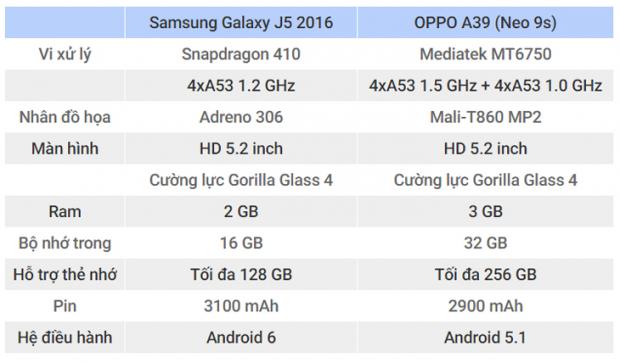 Samsung Galaxy J5 2016 OPPO A39 (Neo 9s)
Vi xử lý Snapdragon 410 Mediatek MT6750
4xA53 1.2 GHz 4xA53 1.5 GHz + 4xA53 1.0 GHz
Nhân đồ họa Adreno 306 Mali-T860 MP2
Màn hình HD 5.2 inch HD 5.2 inch
Cường lực Gorilla Glass 4 Cường lực Gorilla Glass 4
Ram 2 GB 3 GB
Bộ nhớ trong 16 GB 32 GB
Hỗ trợ thẻ nhớ Tối đa 128 GB Tối đa 256 GB
Pin 3100 mAh 2900 mAh
Hệ điều hành Android 6 Android 5.1